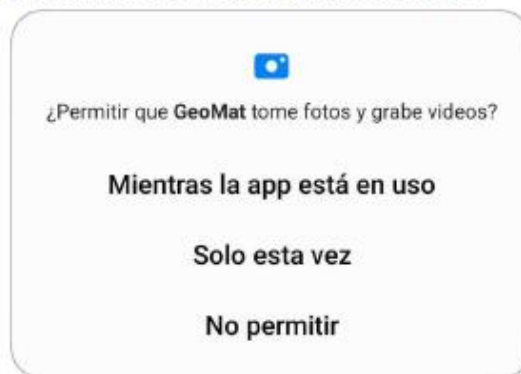 ¿Permitir que GeoMat tome fotos y grabe videos?
Mientras la app está en uso
Solo esta vez
No permitir